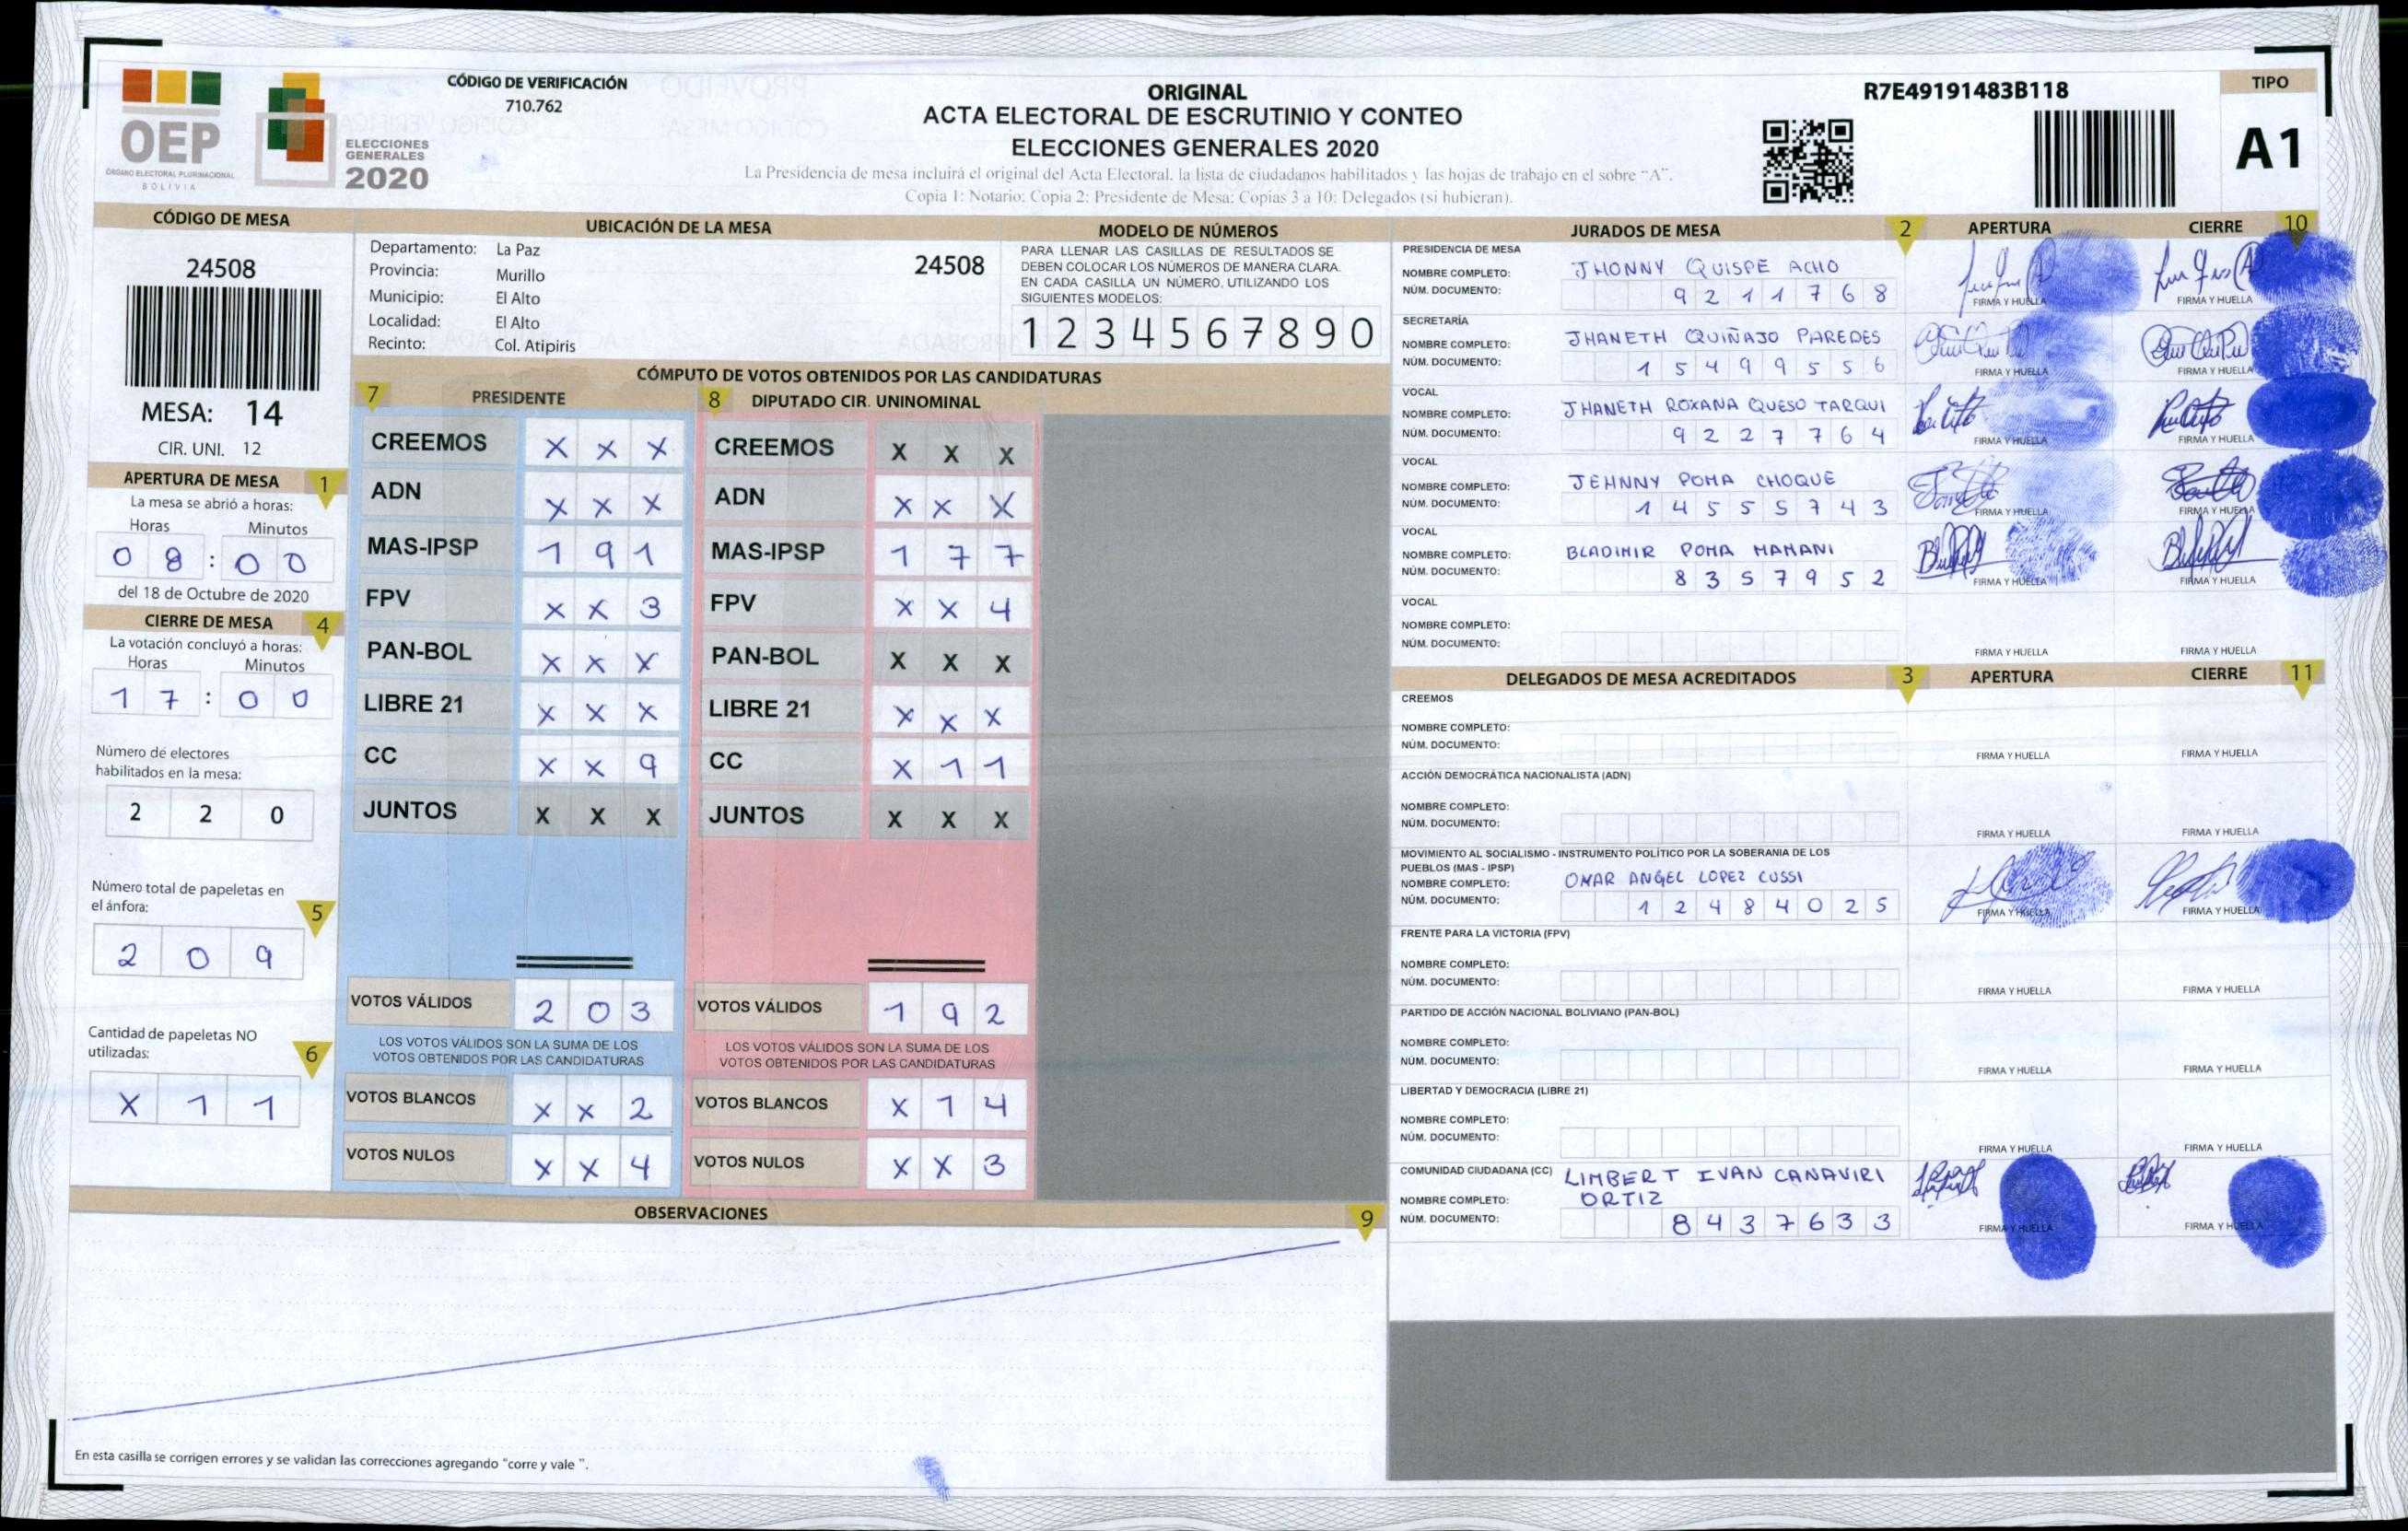 OEP
ÓRGANO ELECTORAL PLURINACIONAL
BOLIVIA
ELECCIONES
GENERALES
2020
CÓDIGO DE VERIFICACIÓN
710.762
ORIGINAL
ACTA ELECTORAL DE ESCRUTINIO Y CONTEO
ELECCIONES GENERALES 2020
La Presidencia de mesa incluirá el original del Acta Electoral, la lista de ciudadanos habilitados y las hojas de trabajo en el sobre "A".
Copia 1: Notario; Copia 2: Presidente de Mesa; Copias 3 a 10: Delegados (si hubieran).
R7E49191483B118
TIPO
A1
CÓDIGO DE MESA
24508
MESA: 14
CIR. UNI. 12
APERTURA DE MESA 1
La mesa se abrió a horas:
Horas Minutos
0 8 : 0 0
del 18 de Octubre de 2020
CIERRE DE MESA 4
La votación concluyó a horas:
Horas Minutos
1 7 : 0 0
Número de electores
habilitados en la mesa:
2 2 0
Número total de papeletas en
el ánfora: 5
2 0 9
Cantidad de papeletas NO
utilizadas: 6
X 1 1
UBICACIÓN DE LA MESA
Departamento: La Paz
Provincia: Murillo
Municipio: El Alto
Localidad: El Alto
Recinto: Col. Atipiris
24508
MODELO DE NÚMEROS
PARA LLENAR LAS CASILLAS DE RESULTADOS SE
DEBEN COLOCAR LOS NÚMEROS DE MANERA CLARA.
EN CADA CASILLA UN NÚMERO, UTILIZANDO LOS
SIGUIENTES MODELOS:
1 2 3 4 5 6 7 8 9 0
CÓMPUTO DE VOTOS OBTENIDOS POR LAS CANDIDATURAS
7 PRESIDENTE
CREEMOS X X X
ADN X X X
MAS-IPSP 1 9 1
FPV X X 3
PAN-BOL X X X
LIBRE 21 X X X
CC X X 9
JUNTOS X X X
VOTOS VÁLIDOS 2 0 3
LOS VOTOS VÁLIDOS SON LA SUMA DE LOS
VOTOS OBTENIDOS POR LAS CANDIDATURAS
VOTOS BLANCOS X X 2
VOTOS NULOS X X 4
8 DIPUTADO CIR. UNINOMINAL
CREEMOS X X X
ADN X X X
MAS-IPSP 1 7 7
FPV X X 4
PAN-BOL X X X
LIBRE 21 X X X
CC X 1 1
JUNTOS X X X
VOTOS VÁLIDOS 1 9 2
LOS VOTOS VÁLIDOS SON LA SUMA DE LOS
VOTOS OBTENIDOS POR LAS CANDIDATURAS
VOTOS BLANCOS X 1 4
VOTOS NULOS X X 3
OBSERVACIONES 9
En esta casilla se corrigen errores y se validan las correcciones agregando "corre y vale ".
JURADOS DE MESA 2 APERTURA CIERRE 10
PRESIDENCIA DE MESA
NOMBRE COMPLETO: JHONNY QUISPE ACHO
NÚM. DOCUMENTO: 9 2 1 1 7 6 8
FIRMA Y HUELLA FIRMA Y HUELLA
SECRETARÍA
NOMBRE COMPLETO: JHANETH QUIÑAJO PAREDES
NÚM. DOCUMENTO: 1 5 4 9 9 5 5 6
FIRMA Y HUELLA FIRMA Y HUELLA
VOCAL
NOMBRE COMPLETO: JHANETH ROXANA QUESO TARQUI
NÚM. DOCUMENTO: 9 2 2 7 7 6 4
FIRMA Y HUELLA FIRMA Y HUELLA
VOCAL
NOMBRE COMPLETO: JEHNNY POMA CHOQUE
NÚM. DOCUMENTO: 1 4 5 5 5 7 4 3
FIRMA Y HUELLA FIRMA Y HUELLA
VOCAL
NOMBRE COMPLETO: BLADIMIR POMA MAMANI
NÚM. DOCUMENTO: 8 3 5 7 9 5 2
FIRMA Y HUELLA FIRMA Y HUELLA
VOCAL
NOMBRE COMPLETO:
NÚM. DOCUMENTO:
FIRMA Y HUELLA FIRMA Y HUELLA
DELEGADOS DE MESA ACREDITADOS 3 APERTURA CIERRE 11
CREEMOS
NOMBRE COMPLETO:
NÚM. DOCUMENTO:
FIRMA Y HUELLA FIRMA Y HUELLA
ACCIÓN DEMOCRÁTICA NACIONALISTA (ADN)
NOMBRE COMPLETO:
NÚM. DOCUMENTO:
FIRMA Y HUELLA FIRMA Y HUELLA
MOVIMIENTO AL SOCIALISMO - INSTRUMENTO POLÍTICO POR LA SOBERANIA DE LOS
PUEBLOS (MAS - IPSP)
NOMBRE COMPLETO: OMAR ANGEL LOPEZ CUSSI
NÚM. DOCUMENTO: 1 2 4 8 4 0 2 5
FIRMA Y HUELLA FIRMA Y HUELLA
FRENTE PARA LA VICTORIA (FPV)
NOMBRE COMPLETO:
NÚM. DOCUMENTO:
FIRMA Y HUELLA FIRMA Y HUELLA
PARTIDO DE ACCIÓN NACIONAL BOLIVIANO (PAN-BOL)
NOMBRE COMPLETO:
NÚM. DOCUMENTO:
FIRMA Y HUELLA FIRMA Y HUELLA
LIBERTAD Y DEMOCRACIA (LIBRE 21)
NOMBRE COMPLETO:
NÚM. DOCUMENTO:
FIRMA Y HUELLA FIRMA Y HUELLA
COMUNIDAD CIUDADANA (CC) LIMBERT IVAN CANAVIRI
NOMBRE COMPLETO: ORTIZ
NÚM. DOCUMENTO: 8 4 3 7 6 3 3
FIRMA Y HUELLA FIRMA Y HUELLA